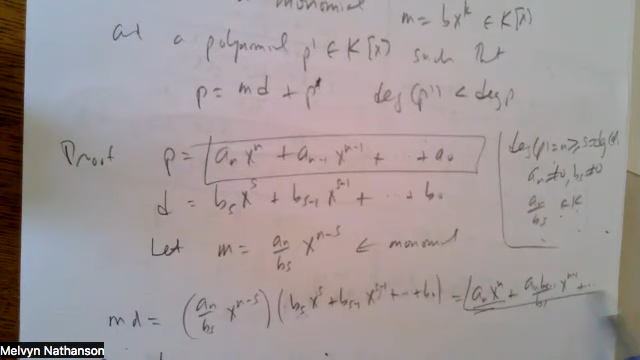 a monomial m = bx^k ∈ K[x]
and a polynomial p' ∈ K[x] such that
p = md + p' deg(p') < deg p
Proof p = a_n x^n + a_{n-1} x^{n-1} + ... + a_0
deg(p) = n ≥ s = deg(d)
d = b_s x^s + b_{s-1} x^{s-1} + ... + b_0
a_n ≠ 0, b_s ≠ 0
a_n/b_s ∈ K
Let m = a_n/b_s x^{n-s} ← monomial
md = (a_n/b_s x^{n-s}) (b_s x^s + b_{s-1} x^{s-1} + ... + b_0) = a_n x^n + a_n b_{s-1}/b_s x^{n-1} + ...
Melvyn Nathanson